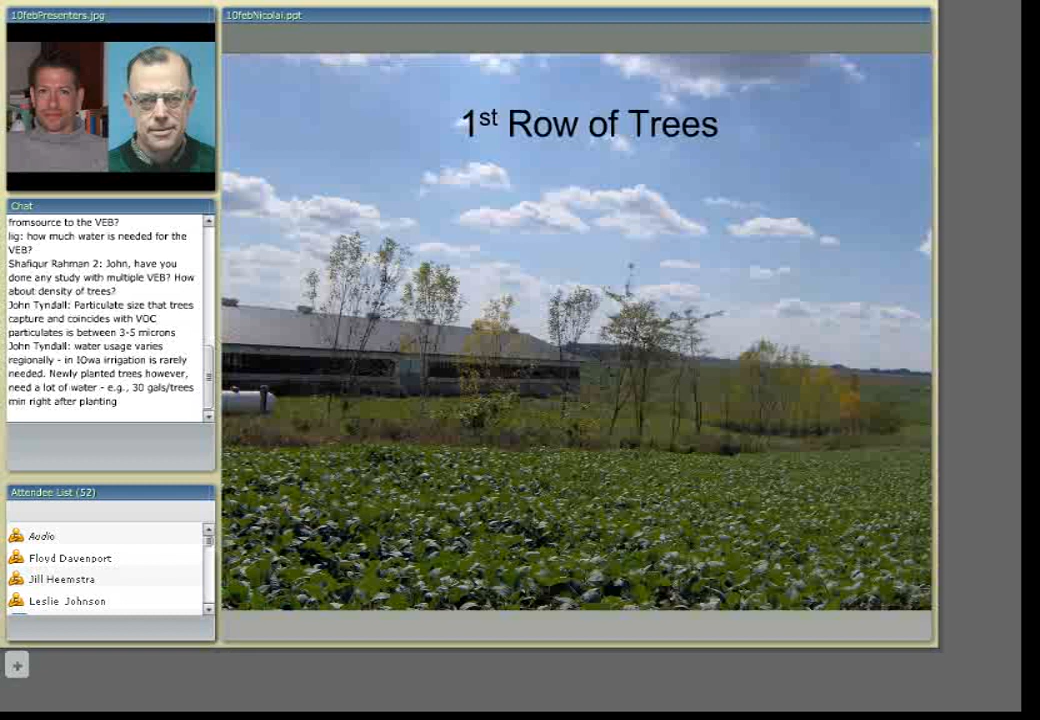 10febPresenters.jpg
10febNicolai.ppt
1st Row of Trees
Chat
fromsource to the VEB?
lig: how much water is needed for the
VEB?
Shafiqur Rahman 2: John, have you
done any study with multiple VEB? How
about density of trees?
John Tyndall: Particulate size that trees
capture and coincides with VOC
particulates is between 3-5 microns
John Tyndall: water usage varies
regionally - in IOwa irrigation is rarely
needed. Newly planted trees however,
need a lot of water - e.g., 30 gals/trees
min right after planting
Attendee List (52)
Audio
Floyd Davenport
Jill Heemstra
Leslie Johnson